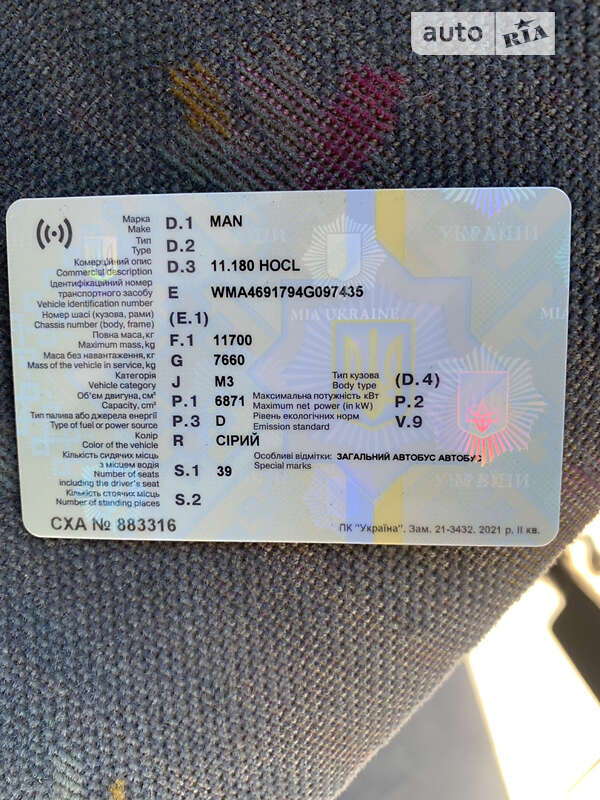 auto RIA
Марка
Make
D.1 MAN
УКРАЇНИ
Тип
Type
D.2
Комерційний опис
Commercial description
D.3 11.180 HOCL
Ідентифікаційний номер
транспортного засобу
Vehicle identification number
E WMA4691794G097435
Номер шасі (кузова, рами)
Chassis number (body, frame)
(E.1)
MIA UKRAINE
Повна маса, кг
Maximum mass, kg
F.1 11700
Маса без навантаження, кг
Mass of the vehicle in service, kg
G 7660
Категорія
Vehicle category
J M3
Тип кузова
Body type
(D.4)
Об'єм двигуна, см³
Capacity, cm³
P.1 6871
Максимальна потужність кВт
Maximum net power (in kW)
P.2
Тип палива або джерела енергії
Type of fuel or power source
P.3 D
Рівень екологічних норм
Emission standard
V.9
Колір
Color of the vehicle
R СІРИЙ
Кількість сидячих місць
з місцем водія
Number of seats
including the driver's seat
S.1 39
Особливі відмітки: ЗАГАЛЬНИЙ АВТОБУС АВТОБУЗ
Special marks
Кількість стоячих місць
Number of standing places
S.2
СХА № 883316
ПК "Україна". Зам. 21-3432. 2021 р. II кв.